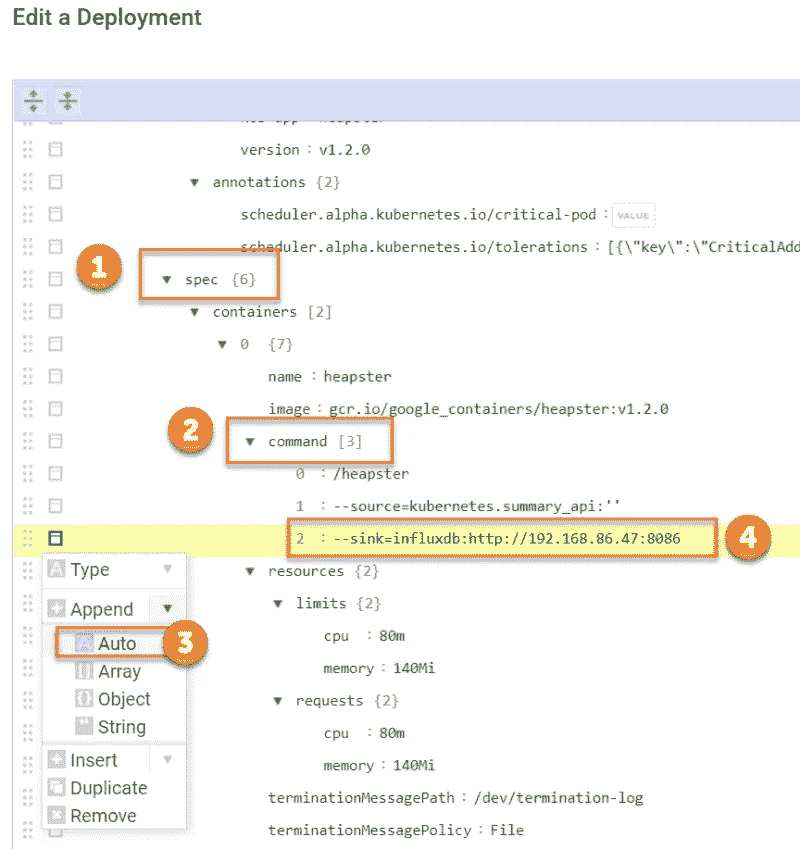 Edit a Deployment
version : v1.2.0
annotations {2}
scheduler.alpha.kubernetes.io/critical-pod : VALUE
scheduler.alpha.kubernetes.io/tolerations : [{\"key\":\"CriticalAdd
1
spec {6}
containers [2]
0 {7}
name : heapster
image : gcr.io/google_containers/heapster:v1.2.0
2
command [3]
0 : /heapster
1 : --source=kubernetes.summary_api:''
2 : --sink=influxdb:http://192.168.86.47:8086
4
Type
resources {2}
Append
limits {2}
Auto
3
cpu : 80m
Array
memory : 140Mi
Object
requests {2}
String
cpu : 80m
Insert
memory : 140Mi
Duplicate
terminationMessagePath : /dev/termination-log
Remove
terminationMessagePolicy : File